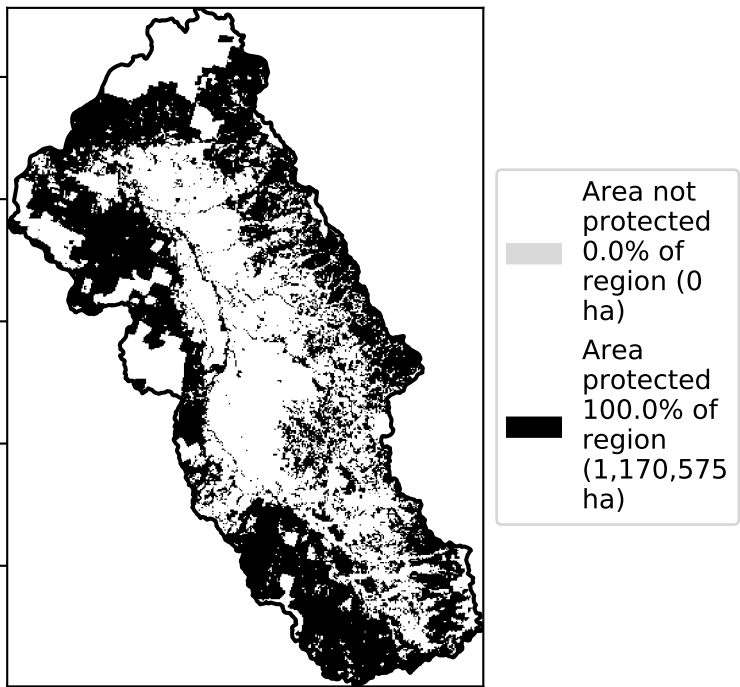 Area not
protected
0.0% of
region (0
ha)
Area
protected
100.0% of
region
(1,170,575
ha)